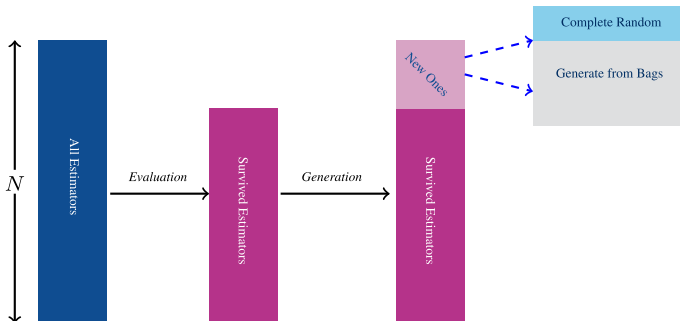 N
All Estimators
Evaluation
Survived Estimators
Generation
New Ones
Survived Estimators
Complete Random
Generate from Bags